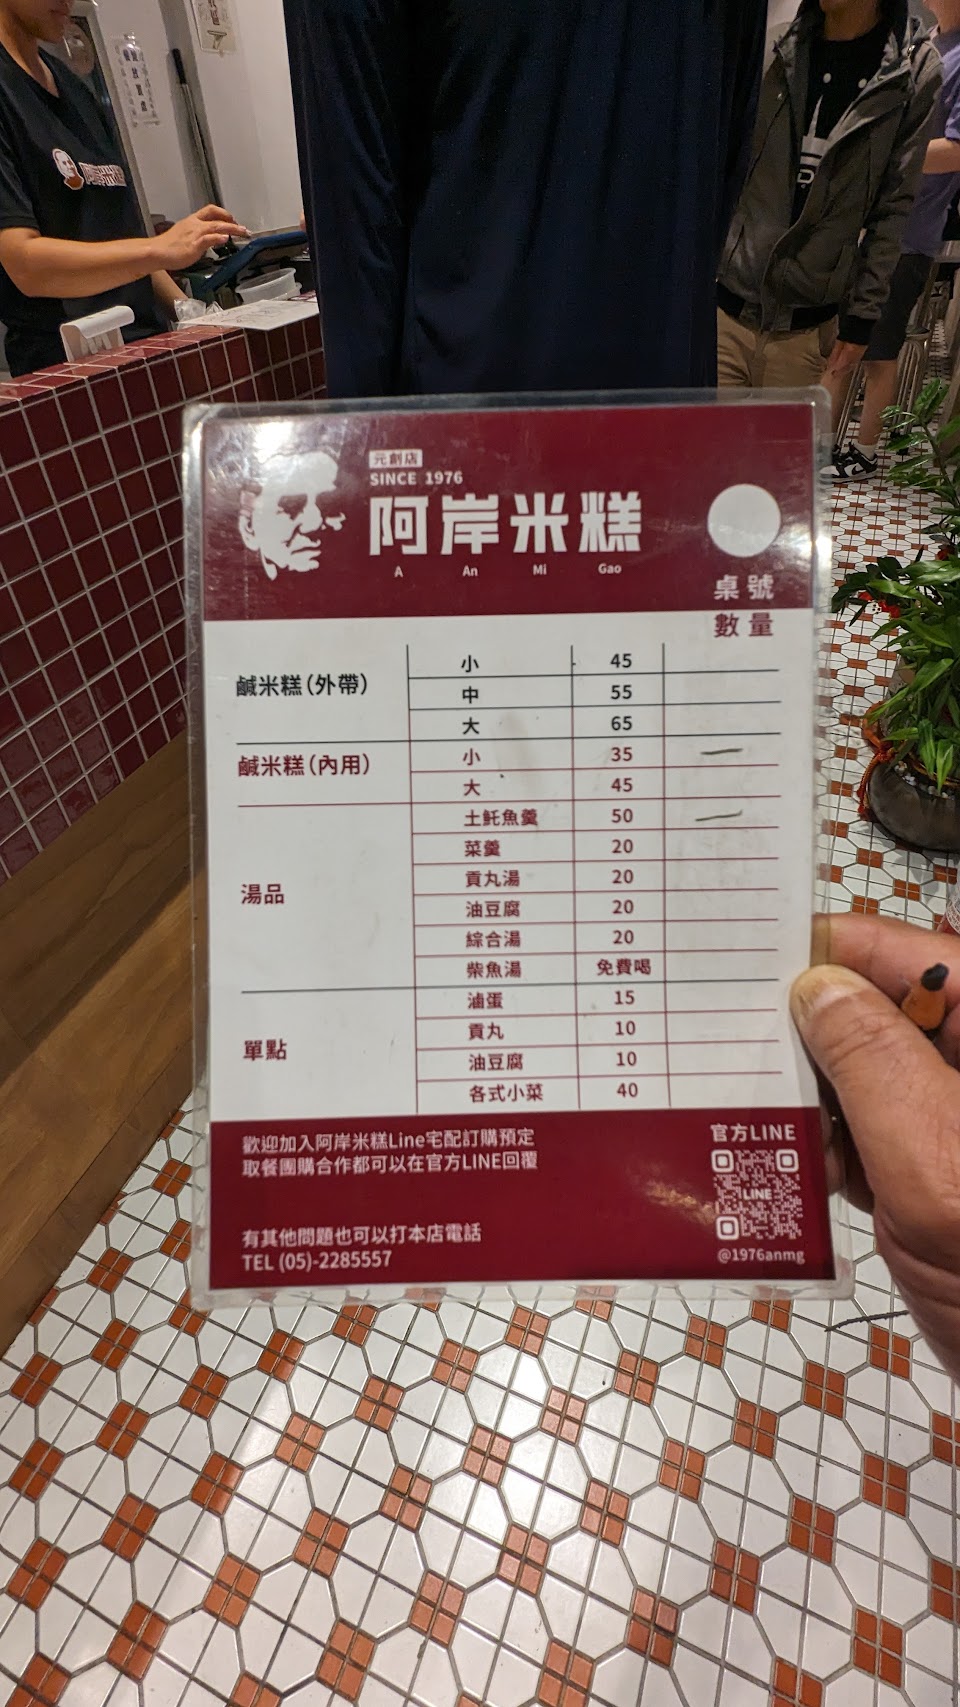 阿岸米糕
元創店
SINCE 1976
阿岸米糕
A An Mi Gao
桌號
數量
鹹米糕(外帶)
小 45
中 55
大 65
鹹米糕(內用)
小 35 一
大 45
湯品
土魠魚羹 50 一
菜羹 20
貢丸湯 20
油豆腐 20
綜合湯 20
柴魚湯 免費喝
單點
滷蛋 15
貢丸 10
油豆腐 10
各式小菜 40
歡迎加入阿岸米糕Line宅配訂購預定
取餐團購合作都可以在官方LINE回覆
有其他問題也可以打本店電話
TEL (05)-2285557
官方LINE
LINE
@1976anmg